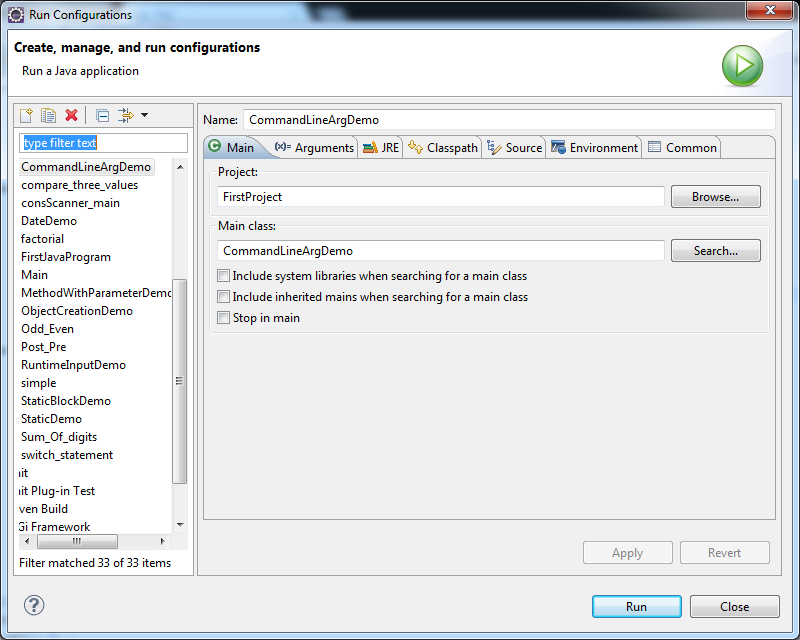 Run Configurations
Create, manage, and run configurations
Run a Java application
type filter text
CommandLineArgDemo
compare_three_values
consScanner_main
DateDemo
factorial
FirstJavaProgram
Main
MethodWithParameterDemo
ObjectCreationDemo
Odd_Even
Post_Pre
RuntimeInputDemo
simple
StaticBlockDemo
StaticDemo
Sum_Of_digits
switch_statement
it
it Plug-in Test
ven Build
Gi Framework
Filter matched 33 of 33 items
Name: CommandLineArgDemo
Main (x)= Arguments JRE Classpath Source Environment Common
Project:
FirstProject Browse...
Main class:
CommandLineArgDemo Search...
Include system libraries when searching for a main class
Include inherited mains when searching for a main class
Stop in main
Apply Revert
? Run Close